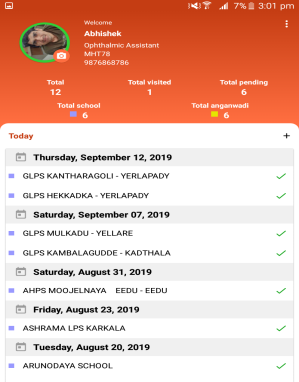 7% 3:01 pm
Welcome
Abhishek
Ophthalmic Assistant
MHT78
9876868786
Total Total visited Total pending
12 1 6
Total school Total anganwadi
6 6
Today +
Thursday, September 12, 2019
GLPS KANTHARAGOLI - YERLAPADY
GLPS HEKKADKA - YERLAPADY
Saturday, September 07, 2019
GLPS MULKADU - YELLARE
GLPS KAMBALAGUDDE - KADTHALA
Saturday, August 31, 2019
AHPS MOOJELNAYA EEDU - EEDU
Friday, August 23, 2019
ASHRAMA LPS KARKALA
Tuesday, August 20, 2019
ARUNODAYA SCHOOL